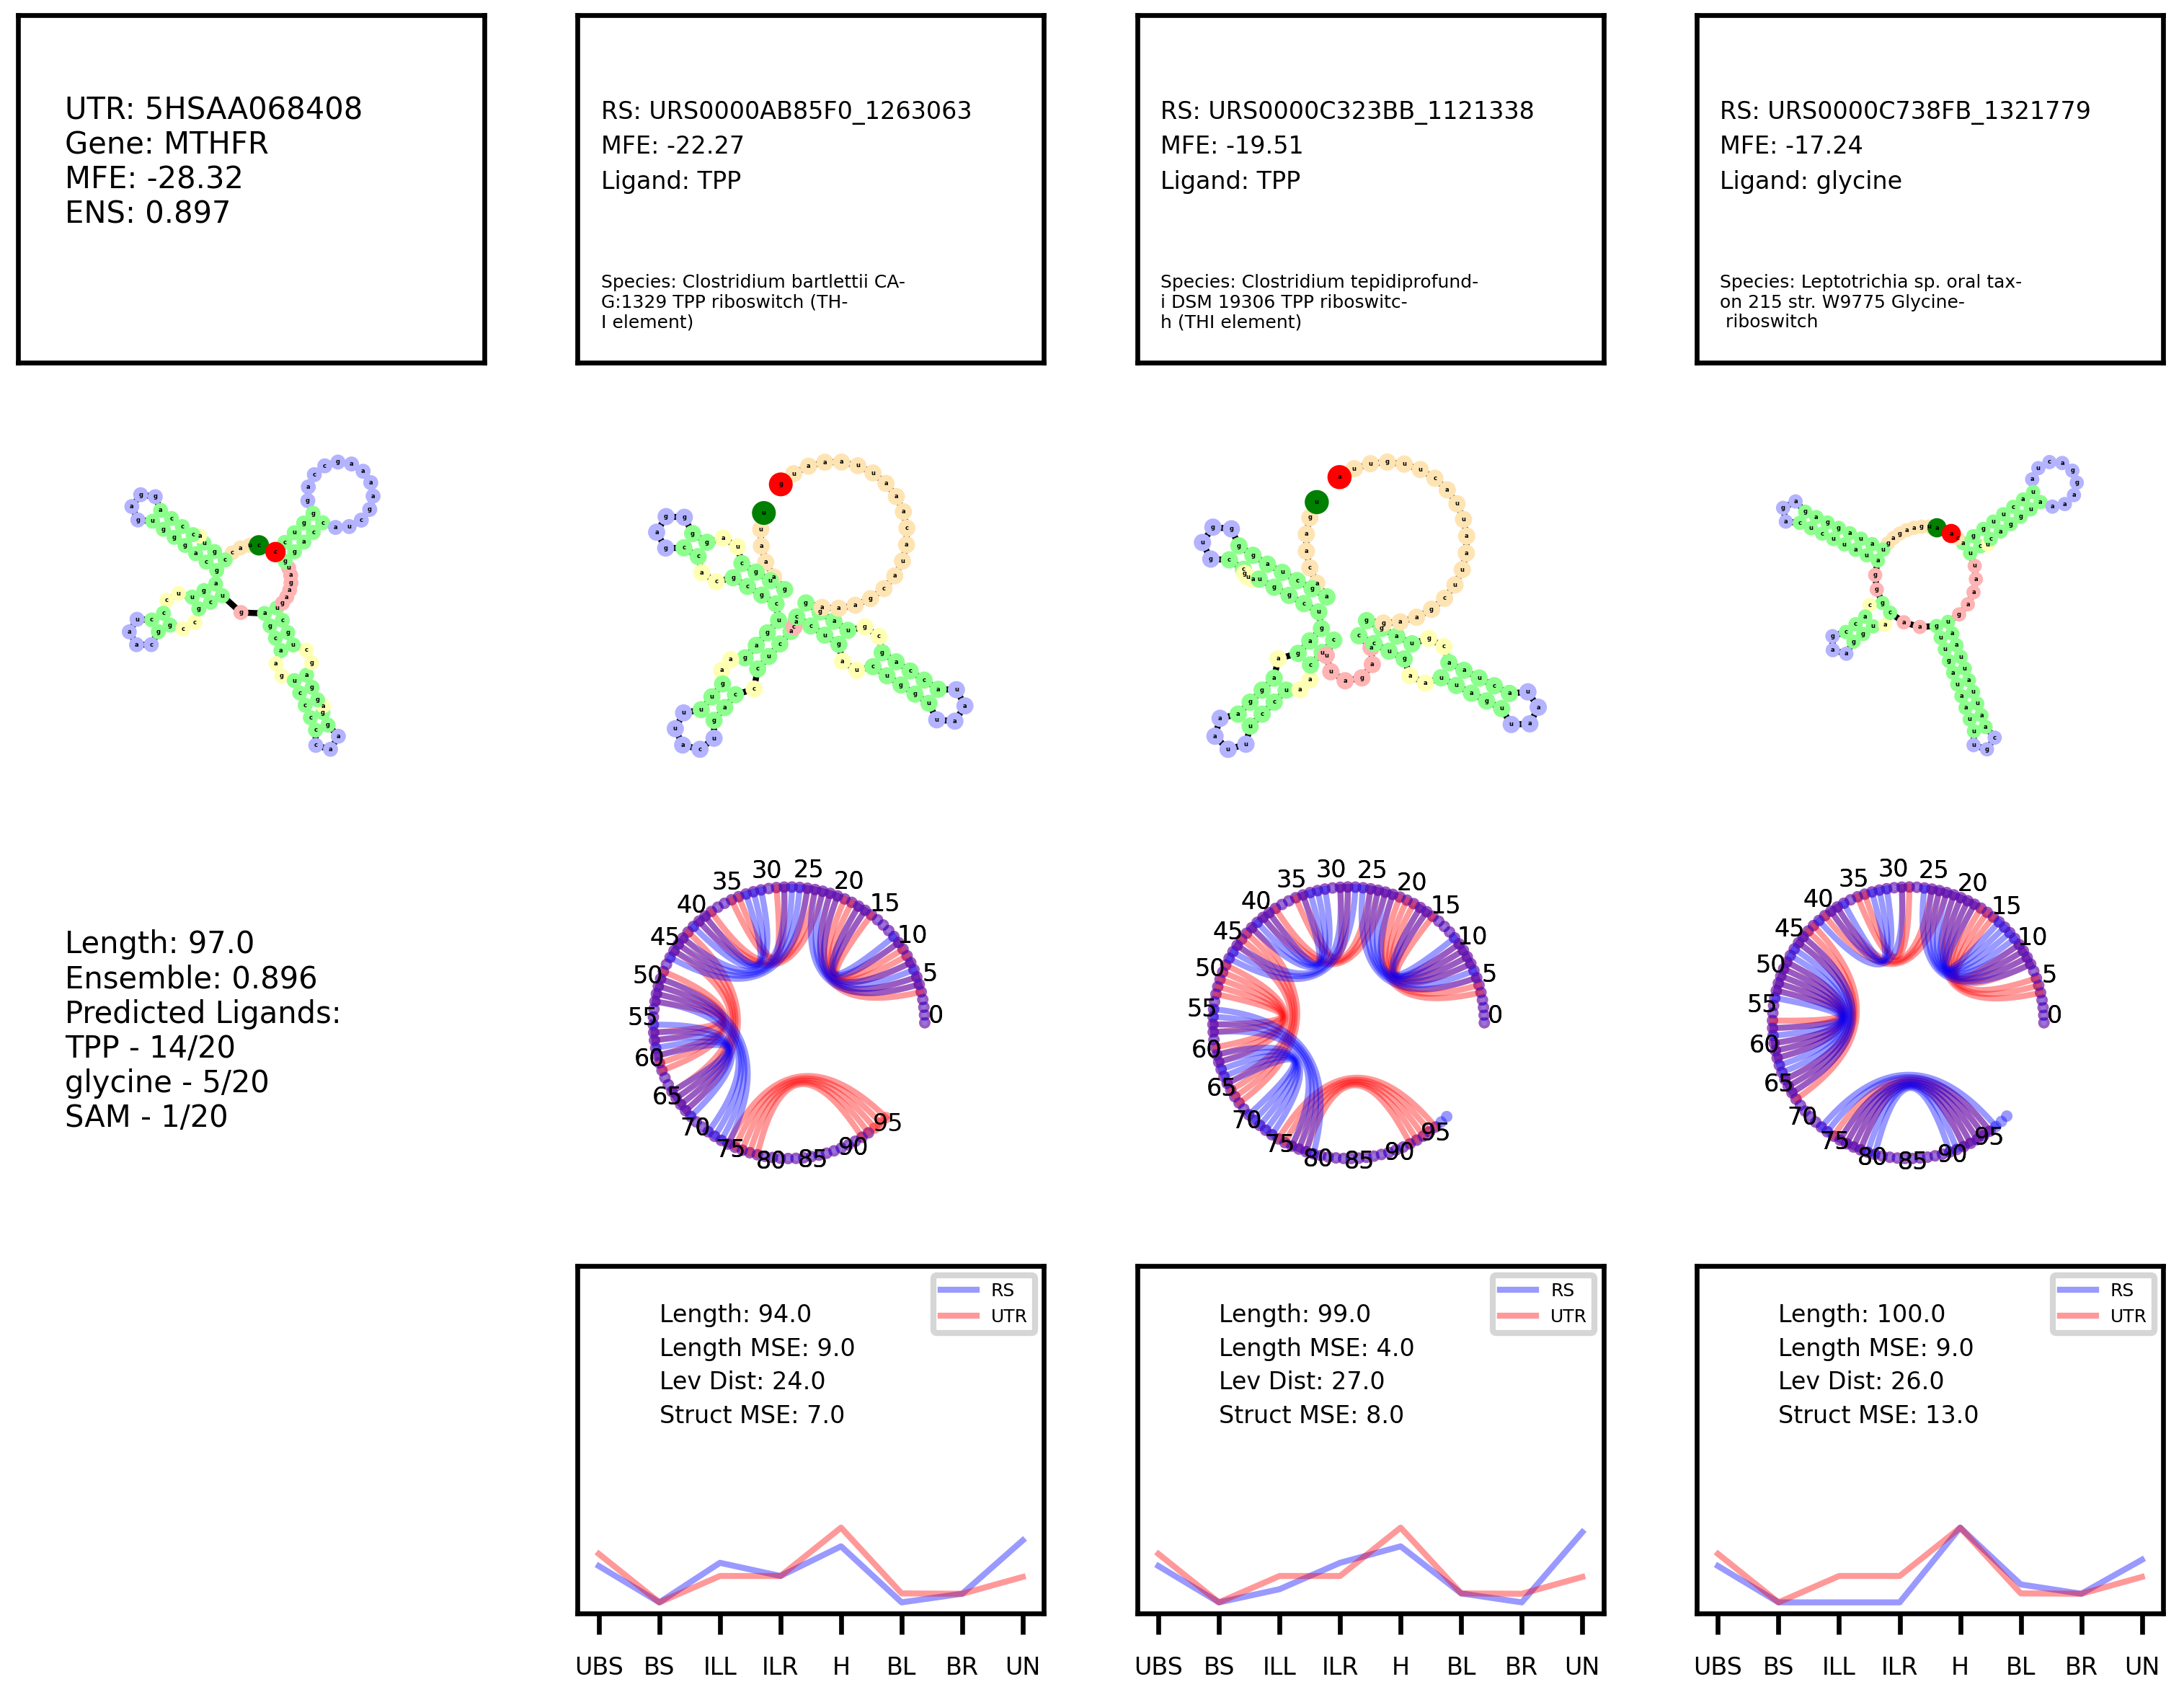 UTR: 5HSAA068408
Gene: MTHFR
MFE: -28.32
ENS: 0.897
RS: URS0000AB85F0_1263063
MFE: -22.27
Ligand: TPP
Species: Clostridium bartlettii CA-
G:1329 TPP riboswitch (TH-
I element)
RS: URS0000C323BB_1121338
MFE: -19.51
Ligand: TPP
Species: Clostridium tepidiprofund-
i DSM 19306 TPP riboswitc-
h (THI element)
RS: URS0000C738FB_1321779
MFE: -17.24
Ligand: glycine
Species: Leptotrichia sp. oral tax-
on 215 str. W9775 Glycine-
riboswitch
Length: 97.0
Ensemble: 0.896
Predicted Ligands:
TPP - 14/20
glycine - 5/20
SAM - 1/20
0 5 10 15 20 25 30 35 40 45 50 55 60 65 70 75 80 85 90 95
0 5 10 15 20 25 30 35 40 45 50 55 60 65 70 75 80 85 90 95
0 5 10 15 20 25 30 35 40 45 50 55 60 65 70 75 80 85 90 95
Length: 94.0
Length MSE: 9.0
Lev Dist: 24.0
Struct MSE: 7.0
RS
UTR
UBS BS ILL ILR H BL BR UN
Length: 99.0
Length MSE: 4.0
Lev Dist: 27.0
Struct MSE: 8.0
RS
UTR
UBS BS ILL ILR H BL BR UN
Length: 100.0
Length MSE: 9.0
Lev Dist: 26.0
Struct MSE: 13.0
RS
UTR
UBS BS ILL ILR H BL BR UN